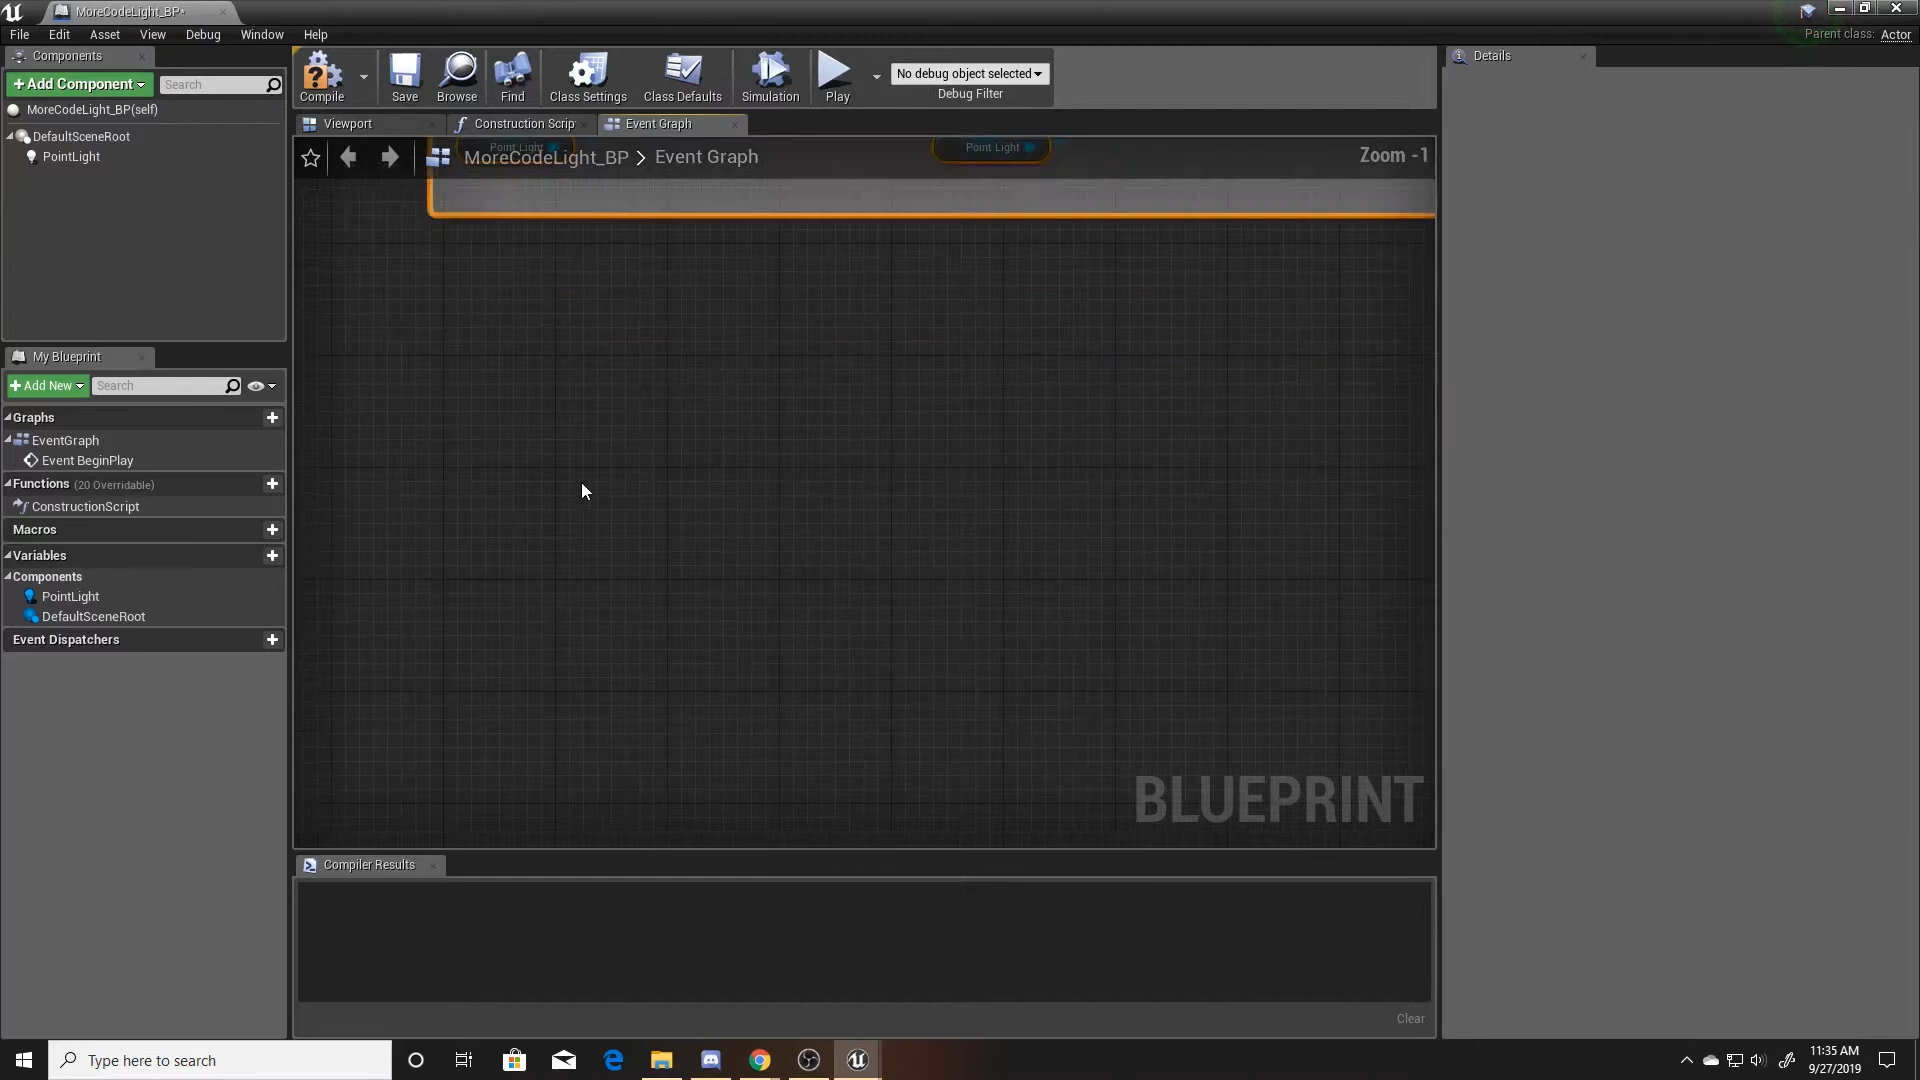 MoreCodeLight_BP*
File Edit Asset View Debug Window Help
Parent class: Actor
Components
+Add Component Search
MoreCodeLight_BP(self)
DefaultSceneRoot
PointLight
Compile Save Browse Find Class Settings Class Defaults Simulation Play
No debug object selected
Debug Filter
Details
Viewport Construction Scrip Event Graph
Point Light Point Light
MoreCodeLight_BP > Event Graph
Zoom -1
My Blueprint
+Add New Search
Graphs
EventGraph
Event BeginPlay
Functions (20 Overridable)
ConstructionScript
Macros
Variables
Components
PointLight
DefaultSceneRoot
Event Dispatchers
BLUEPRINT
Compiler Results
Clear
Type here to search
11:35 AM
9/27/2019